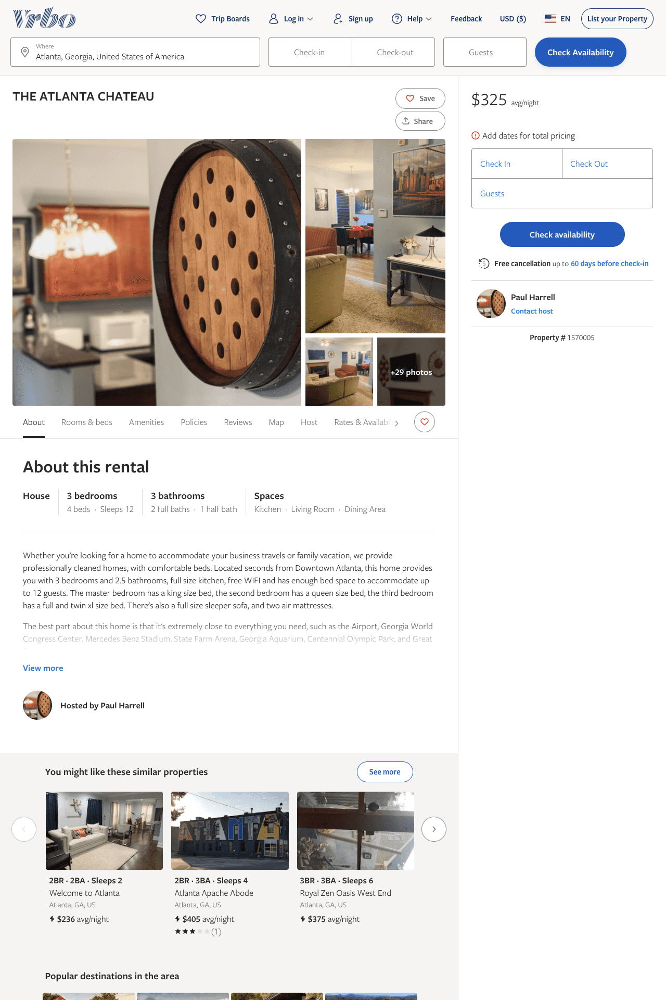 Vrbo
Trip Boards
Log in
Sign up
Help
Feedback
USD ($)
EN
List your Property
Where
Atlanta, Georgia, United States of America
Check-in
Check-out
Guests
Check Availability
THE ATLANTA CHATEAU
Save
Share
+29 photos
$325 avg/night
Add dates for total pricing
Check In
Check Out
Guests
Check availability
Free cancellation up to 60 days before check-in
Paul Harrell
Contact host
Property # 1570005
About
Rooms & beds
Amenities
Policies
Reviews
Map
Host
Rates & Availabili
About this rental
House
3 bedrooms
4 beds · Sleeps 12
3 bathrooms
2 full baths · 1 half bath
Spaces
Kitchen · Living Room · Dining Area
Whether you're looking for a home to accommodate your business travels or family vacation, we provide
professionally cleaned homes, with comfortable beds. Located seconds from Downtown Atlanta, this home provides
you with 3 bedrooms and 2.5 bathrooms, full size kitchen, free WIFI and has enough bed space to accommodate up
to 12 guests. The master bedroom has a king size bed, the second bedroom has a queen size bed, the third bedroom
has a full and twin xl size bed. There's also a full size sleeper sofa, and two air mattresses.
The best part about this home is that it's extremely close to everything you need, such as the Airport, Georgia World
Congress Center, Mercedes Benz Stadium, State Farm Arena, Georgia Aquarium, Centennial Olympic Park, and Great
View more
Hosted by Paul Harrell
You might like these similar properties
See more
ATLANTA
2BR · 2BA · Sleeps 2
Welcome to Atlanta
Atlanta, GA, US
$236 avg/night
2BR · 3BA · Sleeps 4
Atlanta Apache Abode
Atlanta, GA, US
$405 avg/night
(1)
3BR · 3BA · Sleeps 6
Royal Zen Oasis West End
Atlanta, GA, US
$375 avg/night
Popular destinations in the area